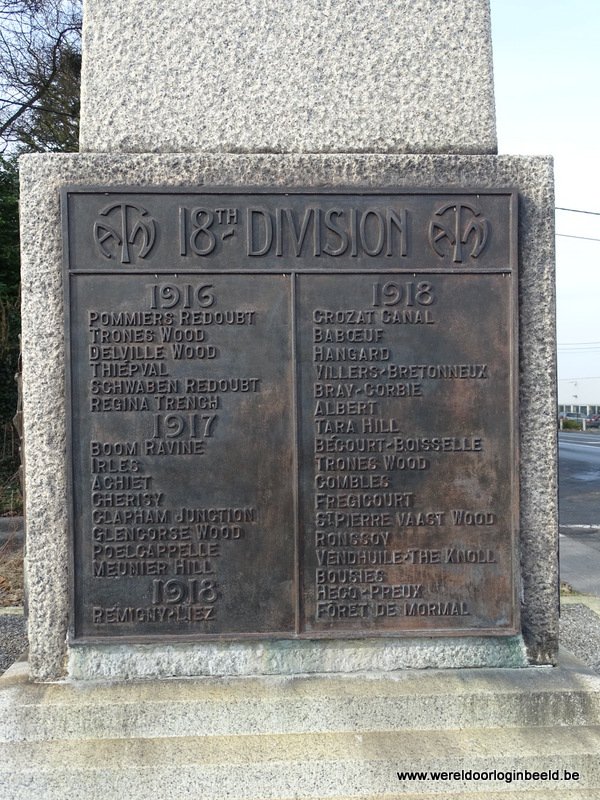 18TH DIVISION
1916
POMMIERS REDOUBT
TRONES WOOD
DELVILLE WOOD
THIEPVAL
SCHWABEN REDOUBT
REGINA TRENCH
1917
BOOM RAVINE
IRLES
ACHIET
CHERISY
CLAPHAM JUNCTION
GLENCORSE WOOD
POELCAPPELLE
MEUNIER HILL
1918
RÉMIGNY-LIEZ
1918
CROZAT CANAL
BABŒUF
HANGARD
VILLERS-BRETONNEUX
BRAY-CORBIE
ALBERT
TARA HILL
BÉCOURT-BOISSELLE
TRONES WOOD
COMBLES
FREGICOURT
ST PIERRE VAAST WOOD
RONSSOY
VENDHUILE-THE KNOLL
BOUSIES
HECQ-PREUX
FÔRET DE MORMAL
www.wereldoorloginbeeld.be